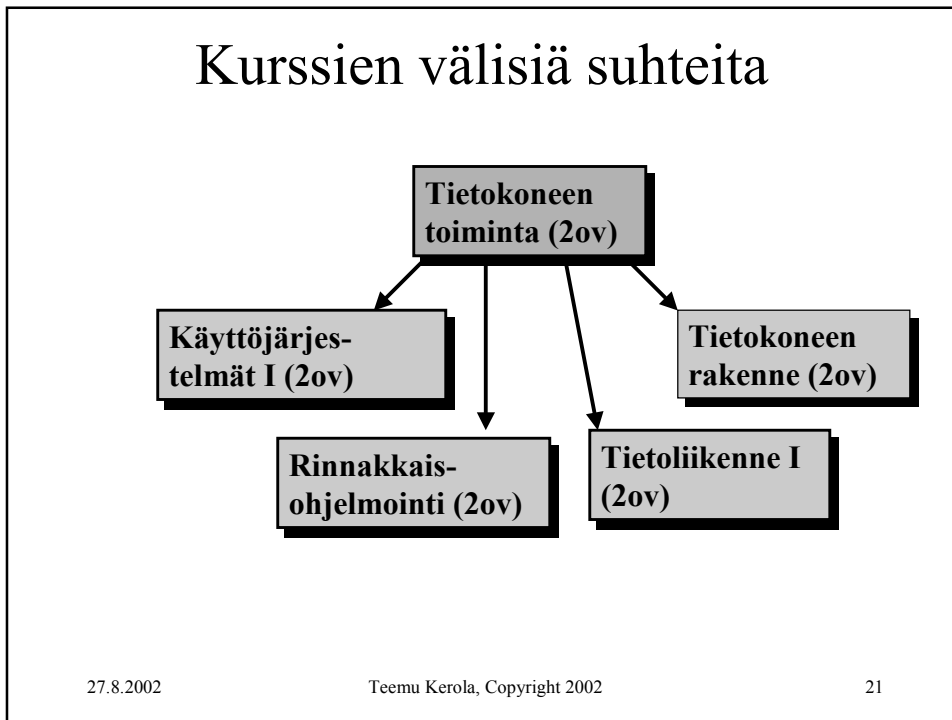 Kurssien välisiä suhteita
Tietokoneen
toiminta (2ov)
Käyttöjärjes-
telmät I (2ov)
Tietokoneen
rakenne (2ov)
Rinnakkais-
ohjelmointi (2ov)
Tietoliikenne I
(2ov)
27.8.2002
Teemu Kerola, Copyright 2002
21